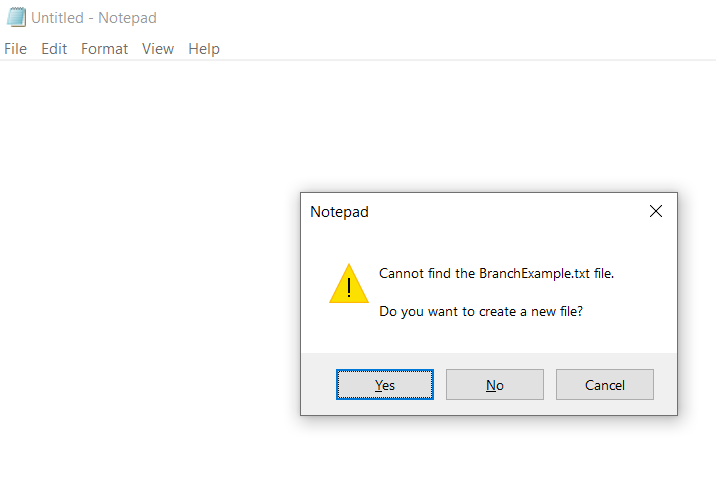 Untitled - Notepad
File Edit Format View Help
Notepad
Cannot find the BranchExample.txt file.
Do you want to create a new file?
Yes No Cancel